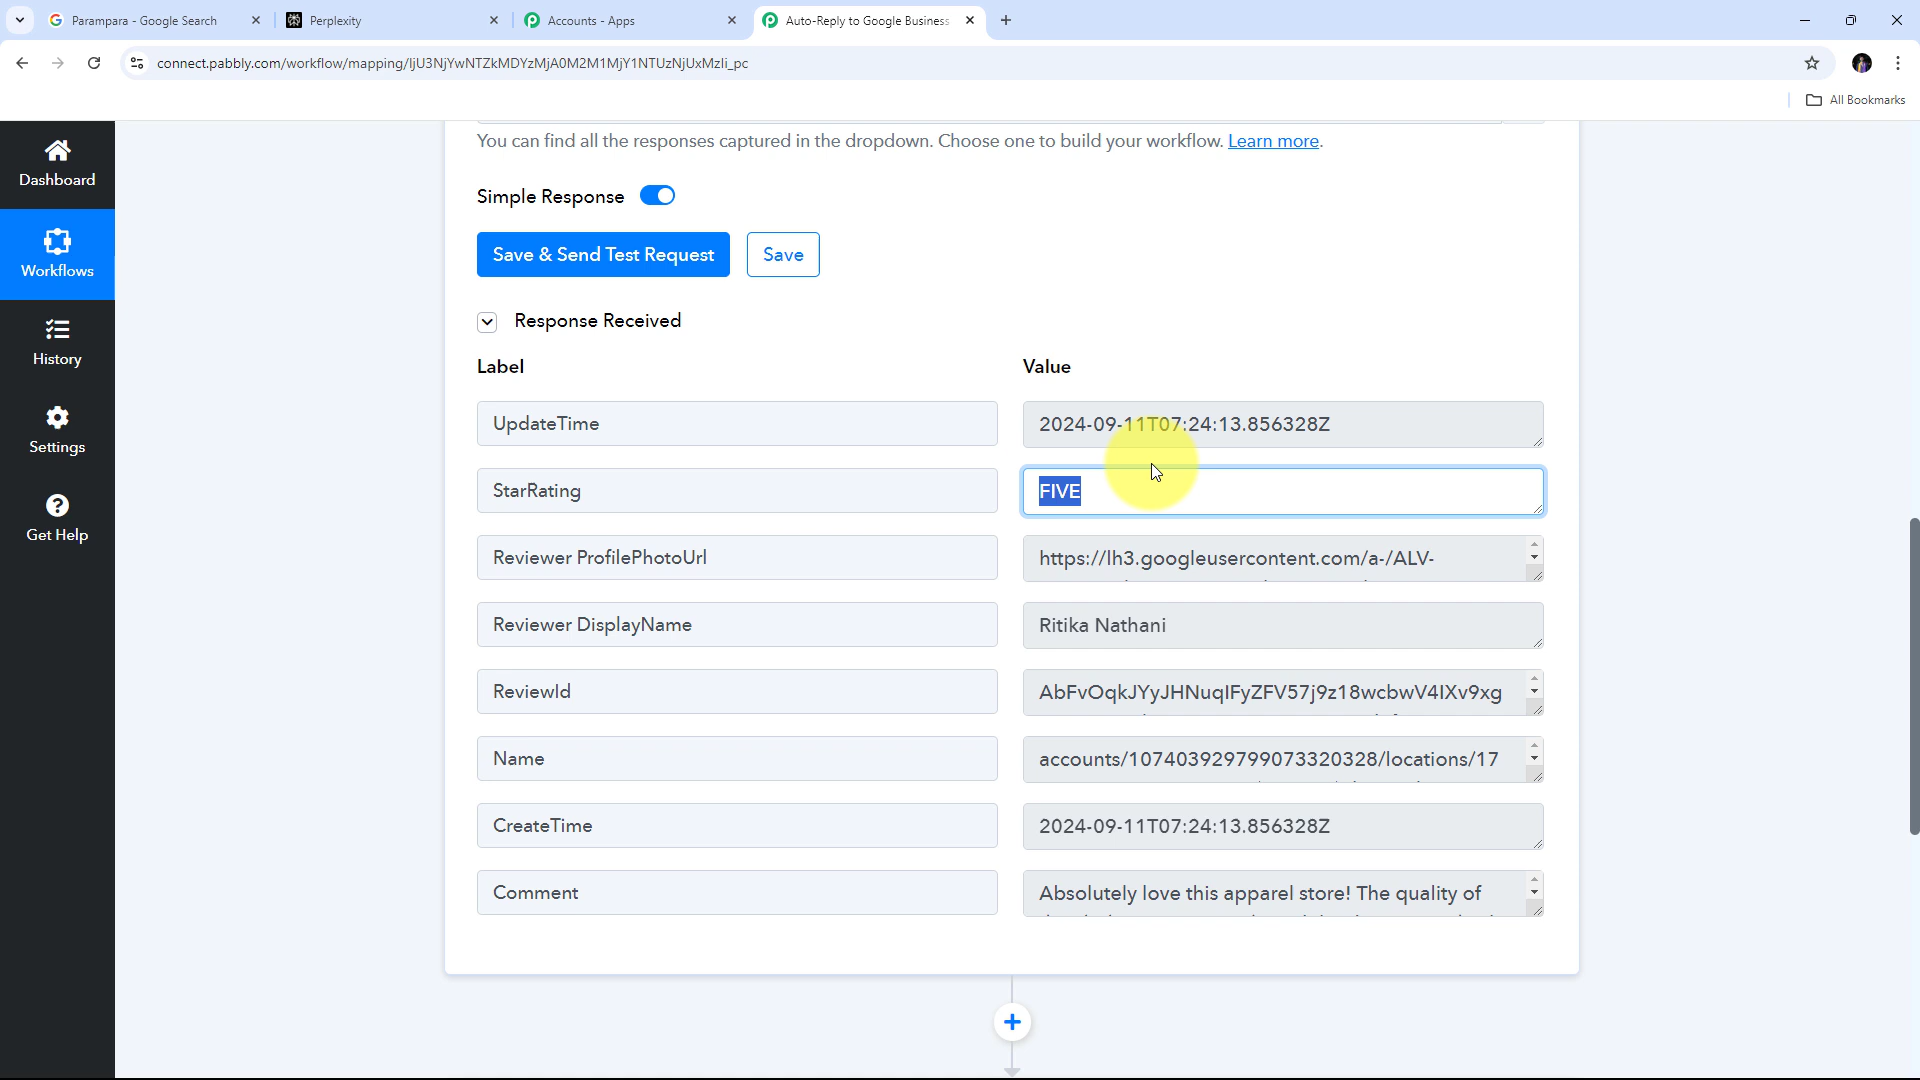 Parampara - Google Search
Perplexity
Accounts - Apps
Auto-Reply to Google Business
connect.pabbly.com/workflow/mapping/IjU3NjYwNTZkMDYzMjA0M2M1MjY1NTUzNjUxMzIi_pc
All Bookmarks
Dashboard
Workflows
History
Settings
Get Help
You can find all the responses captured in the dropdown. Choose one to build your workflow. Learn more.
Simple Response
Save & Send Test Request
Save
Response Received
Label
Value
UpdateTime
2024-09-11T07:24:13.856328Z
StarRating
FIVE
Reviewer ProfilePhotoUrl
https://lh3.googleusercontent.com/a-/ALV-
Reviewer DisplayName
Ritika Nathani
ReviewId
AbFvOqkJYyJHNuqIFyZFV57j9z18wcbwV4IXv9xg
Name
accounts/107403929799073320328/locations/17
CreateTime
2024-09-11T07:24:13.856328Z
Comment
Absolutely love this apparel store! The quality of